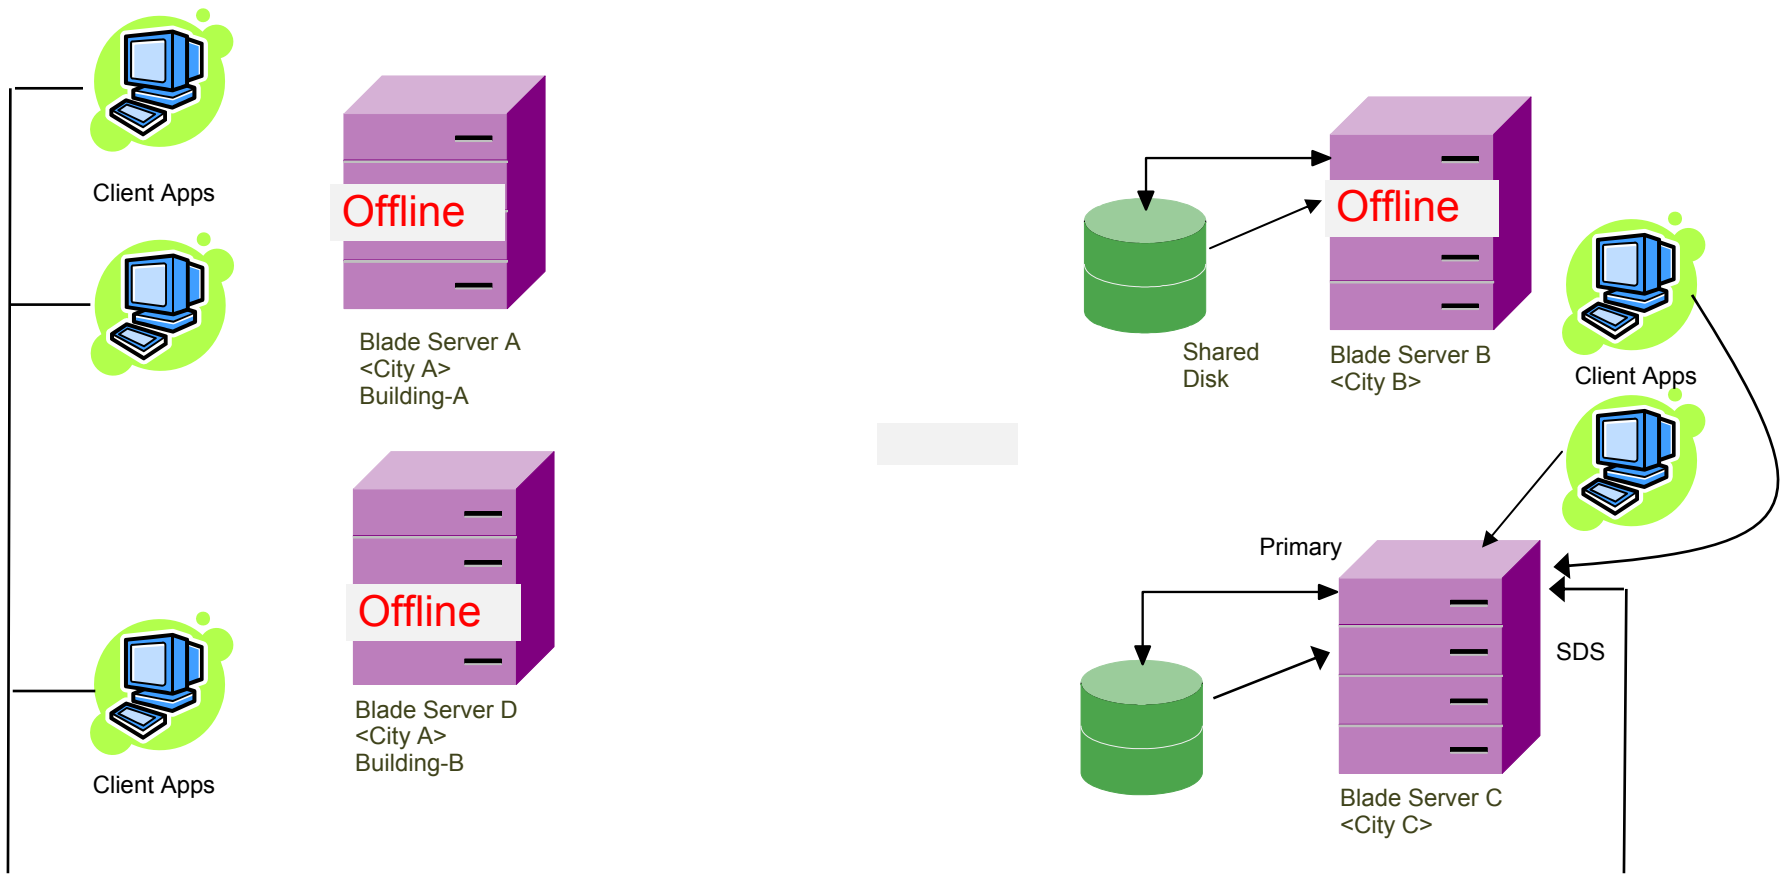 Client Apps
Offline
Blade Server A
<City A>
Building-A
Offline
Blade Server D
<City A>
Building-B
Client Apps
Offline
Shared
Disk
Blade Server B
<City B>
Client Apps
Primary
SDS
Blade Server C
<City C>